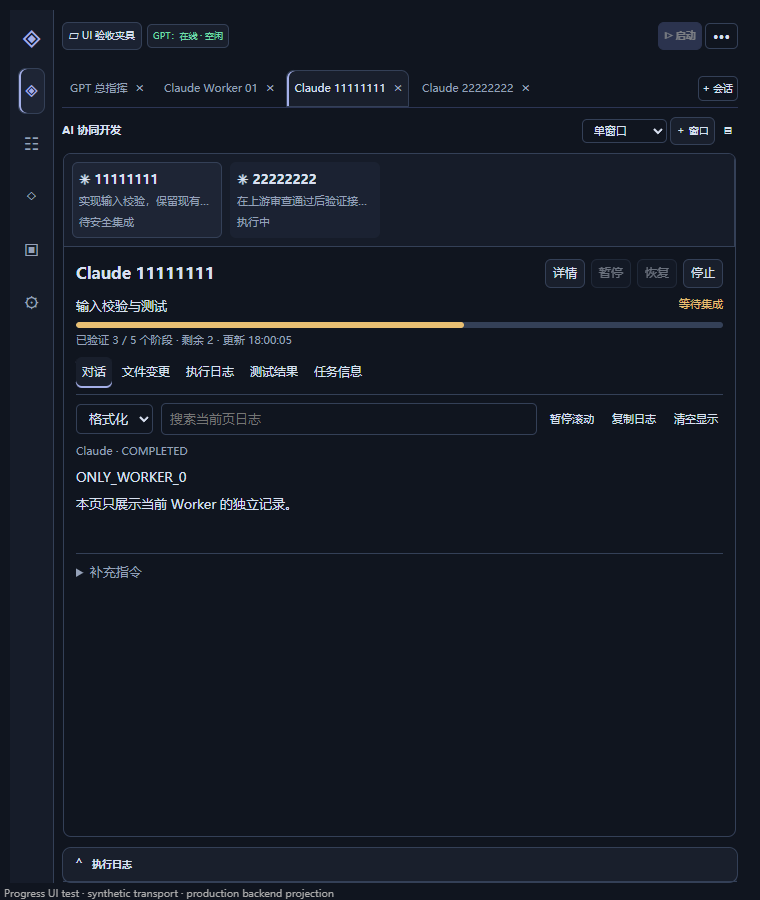 UI 验收夹具
GPT：在线 · 空闲
启动
GPT 总指挥 ×
Claude Worker 01 ×
Claude 11111111 ×
Claude 22222222 ×
+ 会话
AI 协同开发
单窗口
+ 窗口
11111111
实现输入校验，保留现有...
待安全集成
22222222
在上游审查通过后验证接...
执行中
Claude 11111111
详情
暂停
恢复
停止
输入校验与测试
等待集成
已验证 3 / 5 个阶段 · 剩余 2 · 更新 18:00:05
对话
文件变更
执行日志
测试结果
任务信息
格式化
搜索当前页日志
暂停滚动
复制日志
清空显示
Claude · COMPLETED
ONLY_WORKER_0
本页只展示当前 Worker 的独立记录。
补充指令
执行日志
Progress UI test · synthetic transport · production backend projection